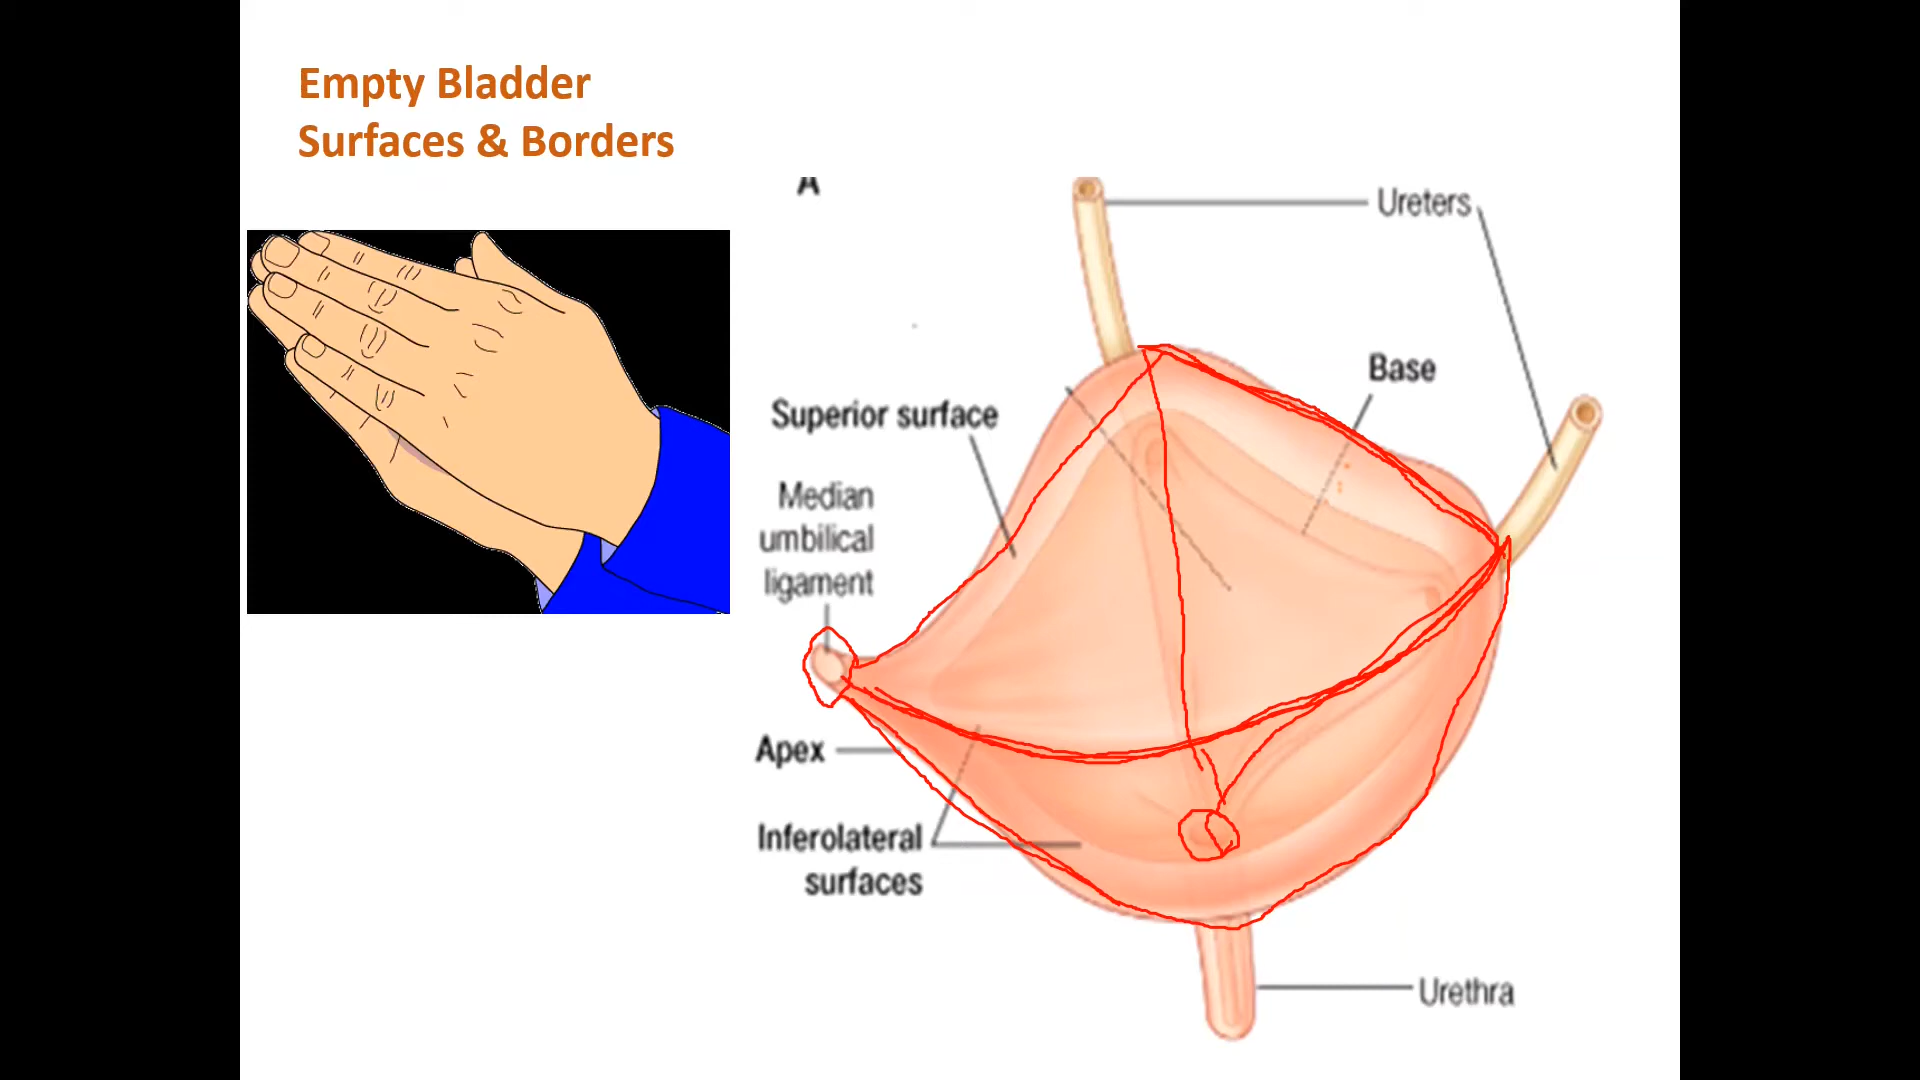 Empty Bladder
Surfaces & Borders
A
Ureters
Base
Superior surface
Median
umbilical
ligament
Apex
Inferolateral
surfaces
Urethra